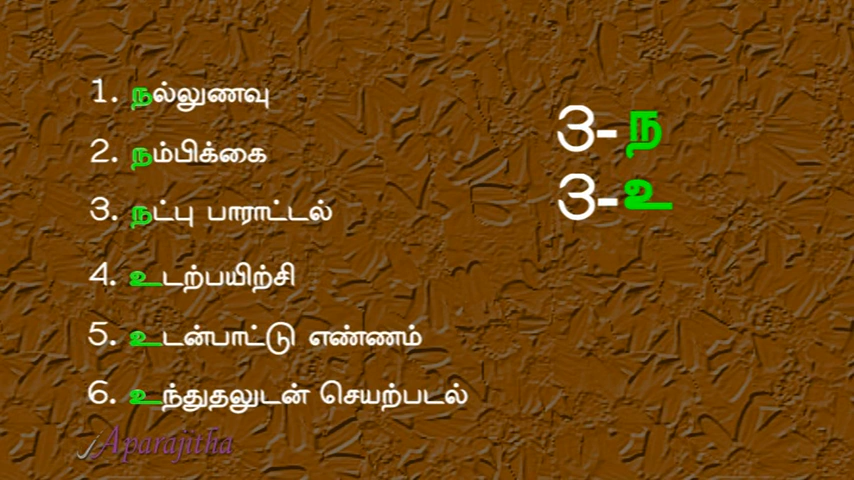 1. நல்லுணவு
2. நம்பிக்கை
3. நட்பு பாராட்டல்
4. உடற்பயிற்சி
5. உடன்பாட்டு எண்ணம்
6. உந்துதலுடன் செயற்படல்
3-ந
3-உ
Aparajitha